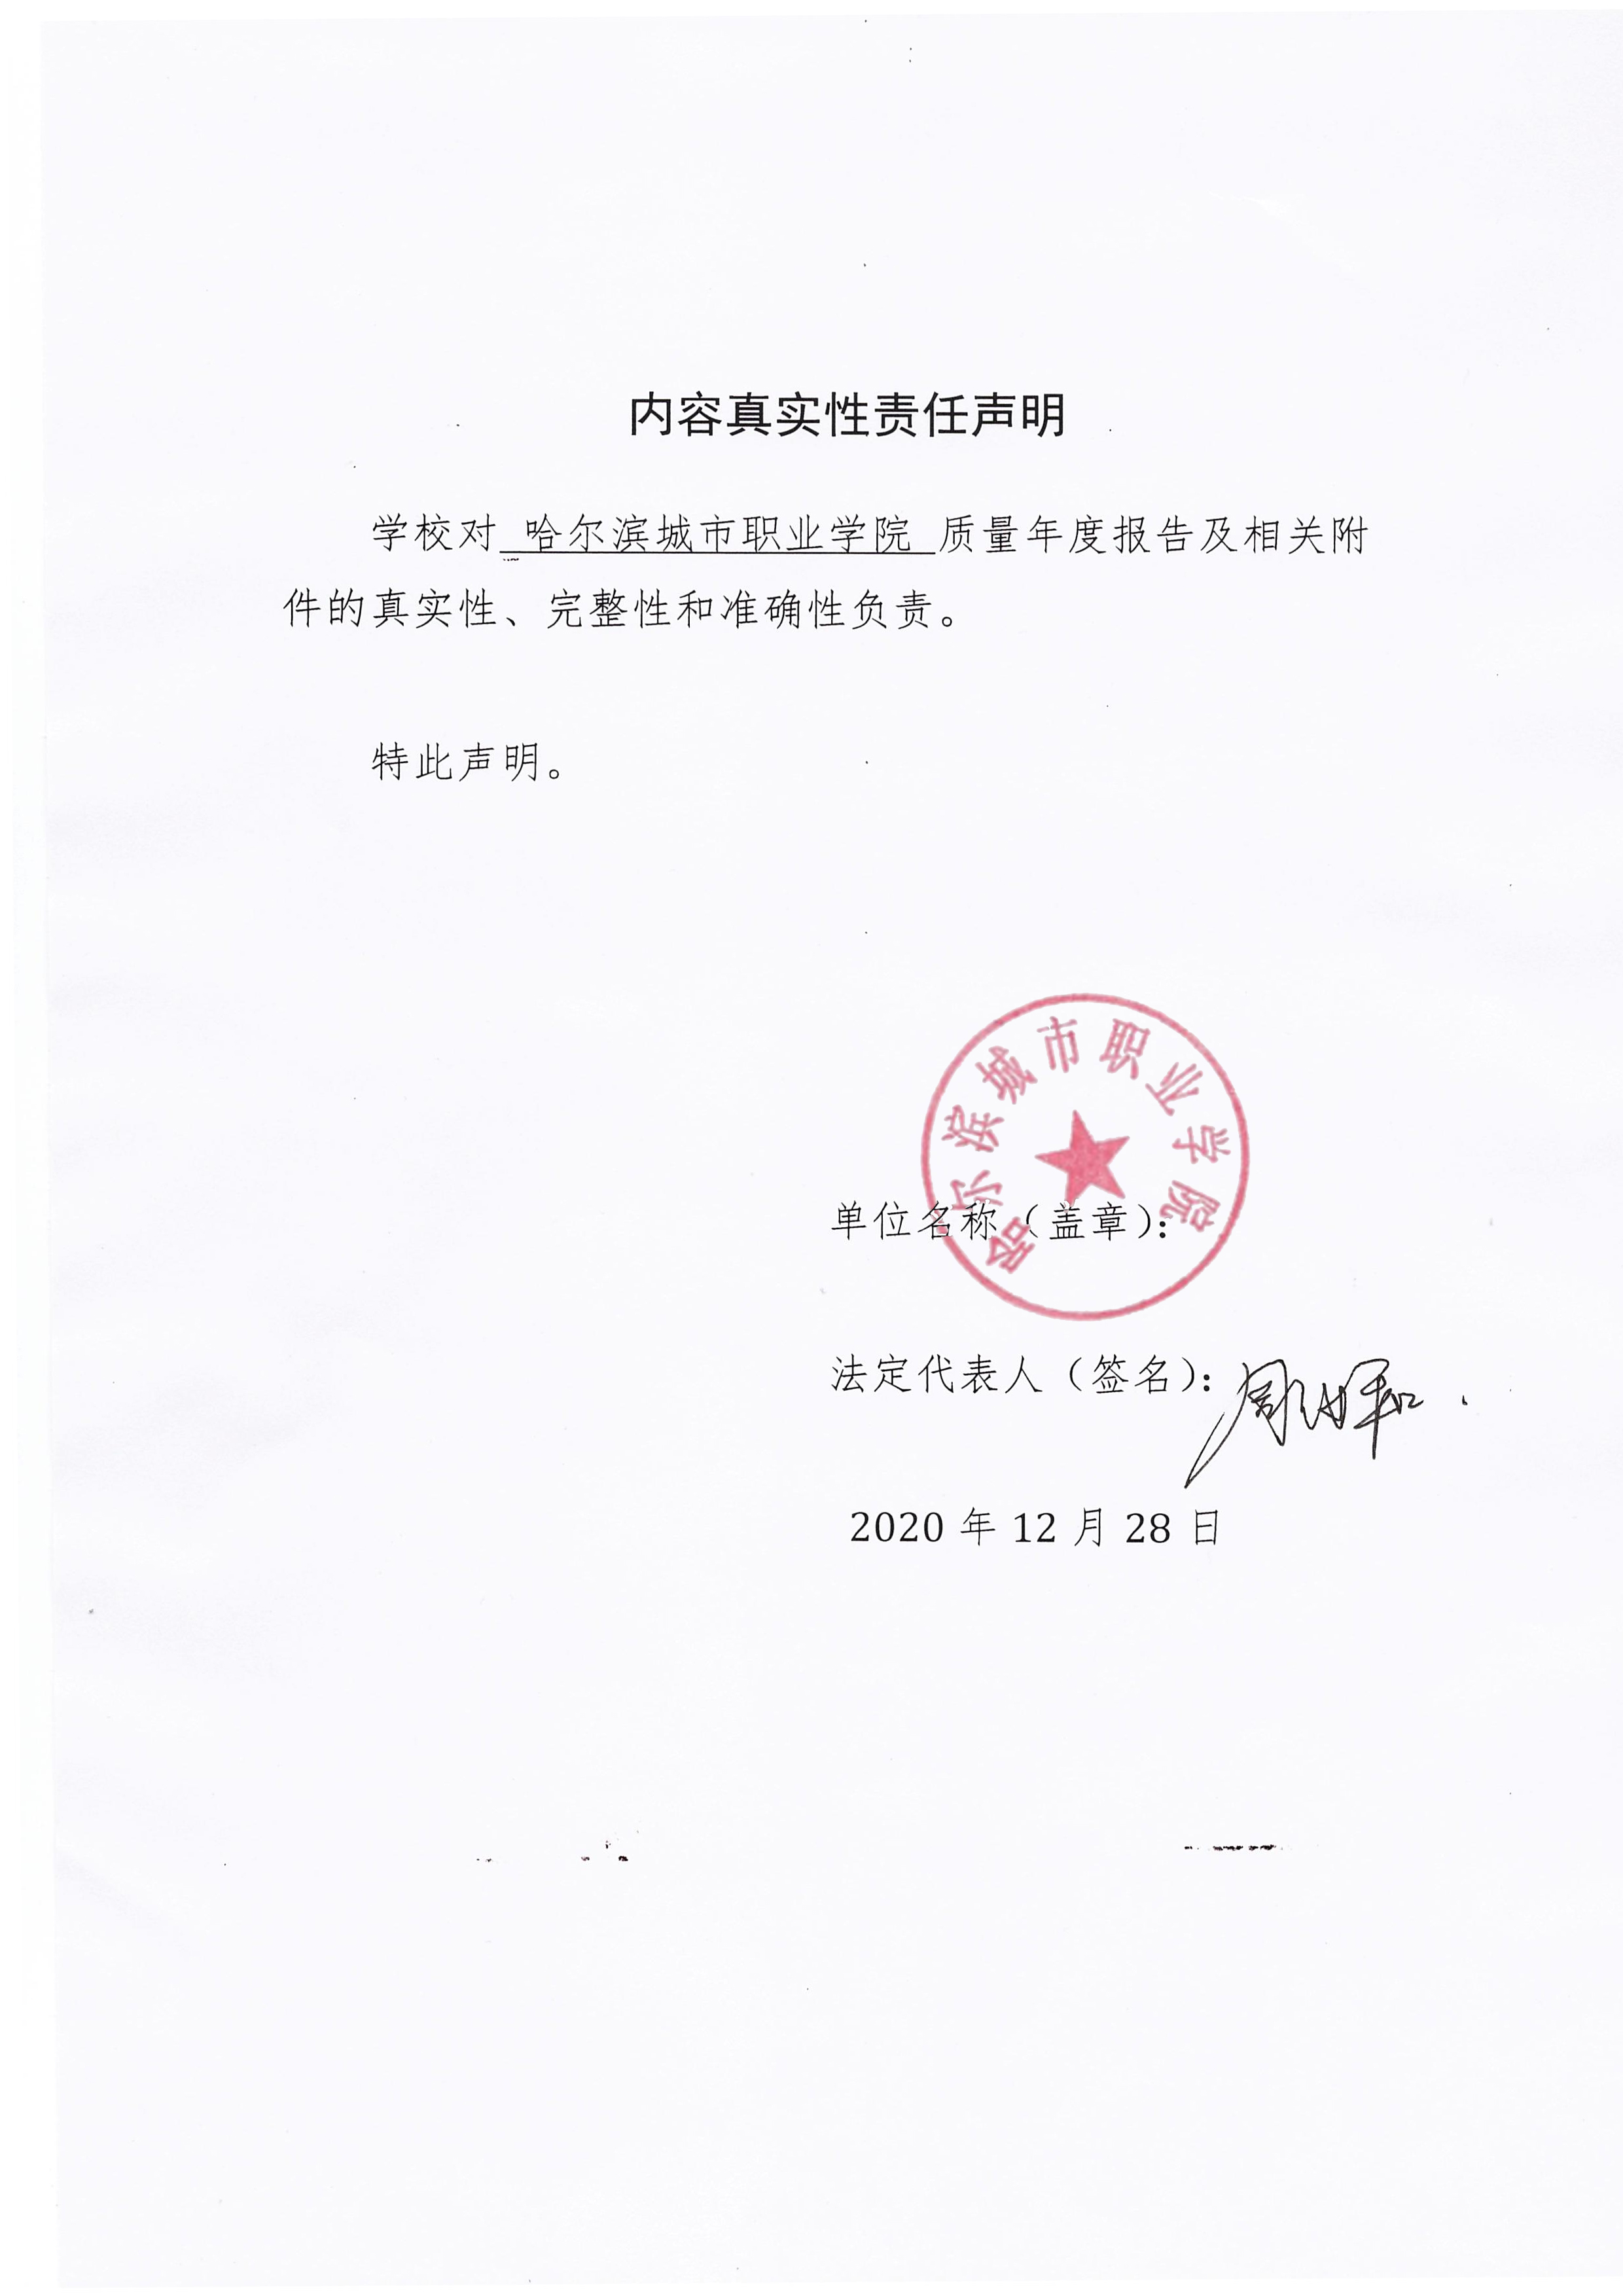 内容真实性责任声明
学校对 哈尔滨城市职业学院 质量年度报告及相关附
件的真实性、完整性和准确性负责。
特此声明。
哈尔滨城市职业学院
单位名称（盖章）：
法定代表人（签名）：
2020 年 12 月 28 日